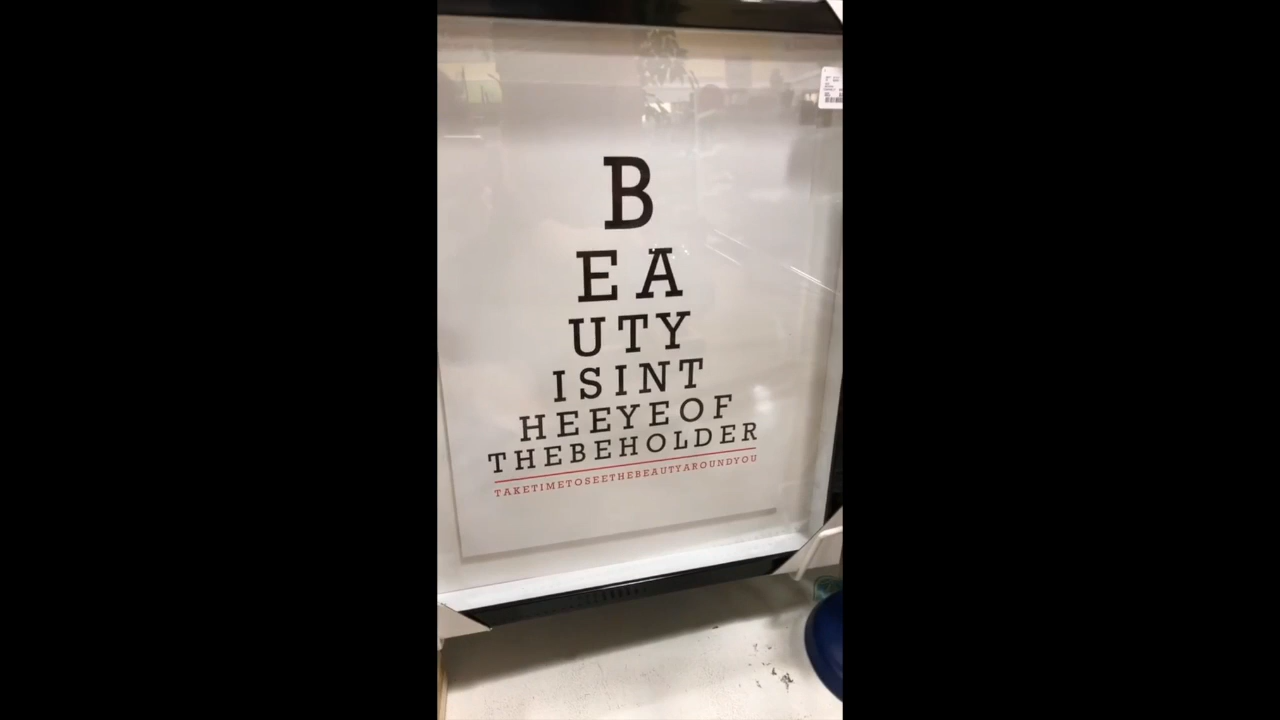 B
EA
UTY
ISINT
HEEYEOF
THEBEHOLDER
TAKETIMETOSEETHEBEAUTYAROUNDYOU